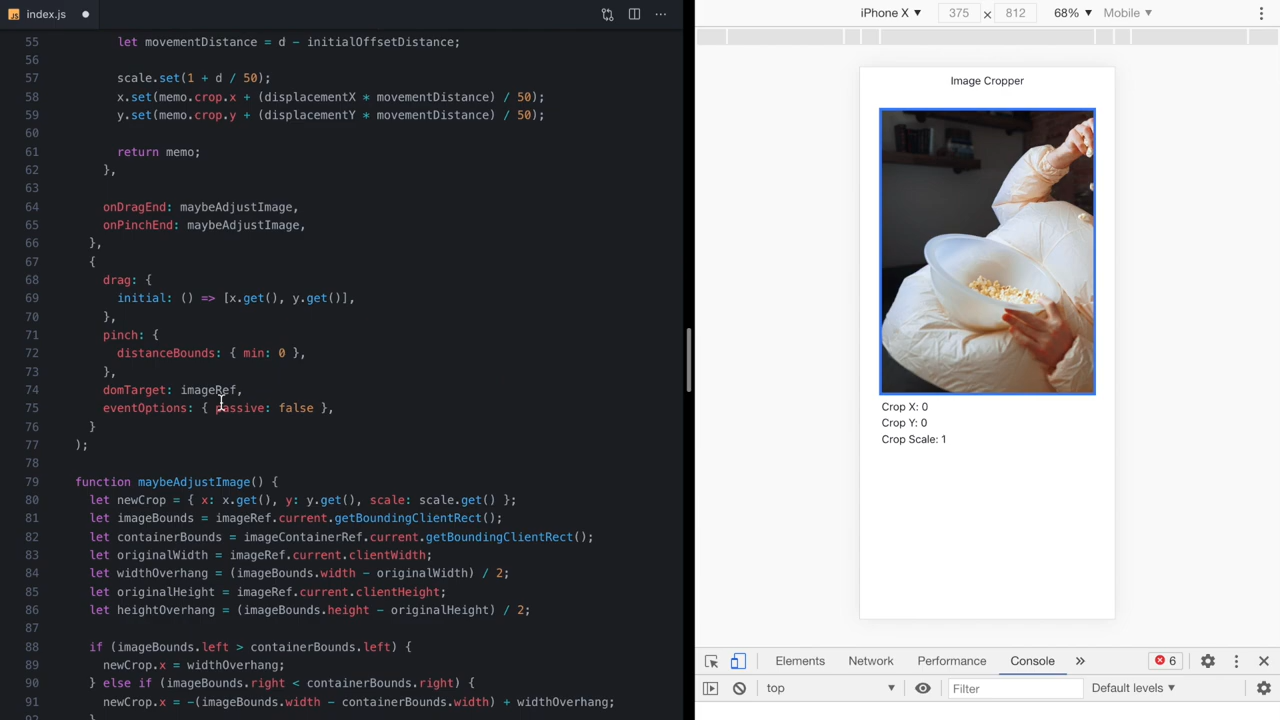 index.js
55 let movementDistance = d - initialOffsetDistance;
56
57 scale.set(1 + d / 50);
58 x.set(memo.crop.x + (displacementX * movementDistance) / 50);
59 y.set(memo.crop.y + (displacementY * movementDistance) / 50);
60
61 return memo;
62 },
63
64 onDragEnd: maybeAdjustImage,
65 onPinchEnd: maybeAdjustImage,
66 },
67 {
68 drag: {
69 initial: () => [x.get(), y.get()],
70 },
71 pinch: {
72 distanceBounds: { min: 0 },
73 },
74 domTarget: imageRef,
75 eventOptions: { passive: false },
76 }
77 );
78
79 function maybeAdjustImage() {
80 let newCrop = { x: x.get(), y: y.get(), scale: scale.get() };
81 let imageBounds = imageRef.current.getBoundingClientRect();
82 let containerBounds = imageContainerRef.current.getBoundingClientRect();
83 let originalWidth = imageRef.current.clientWidth;
84 let widthOverhang = (imageBounds.width - originalWidth) / 2;
85 let originalHeight = imageRef.current.clientHeight;
86 let heightOverhang = (imageBounds.height - originalHeight) / 2;
87
88 if (imageBounds.left > containerBounds.left) {
89 newCrop.x = widthOverhang;
90 } else if (imageBounds.right < containerBounds.right) {
91 newCrop.x = -(imageBounds.width - containerBounds.width) + widthOverhang;
92 }
iPhone X 375 812 68% Mobile
Image Cropper
Crop X: 0
Crop Y: 0
Crop Scale: 1
Elements Network Performance Console 6
top Filter Default levels